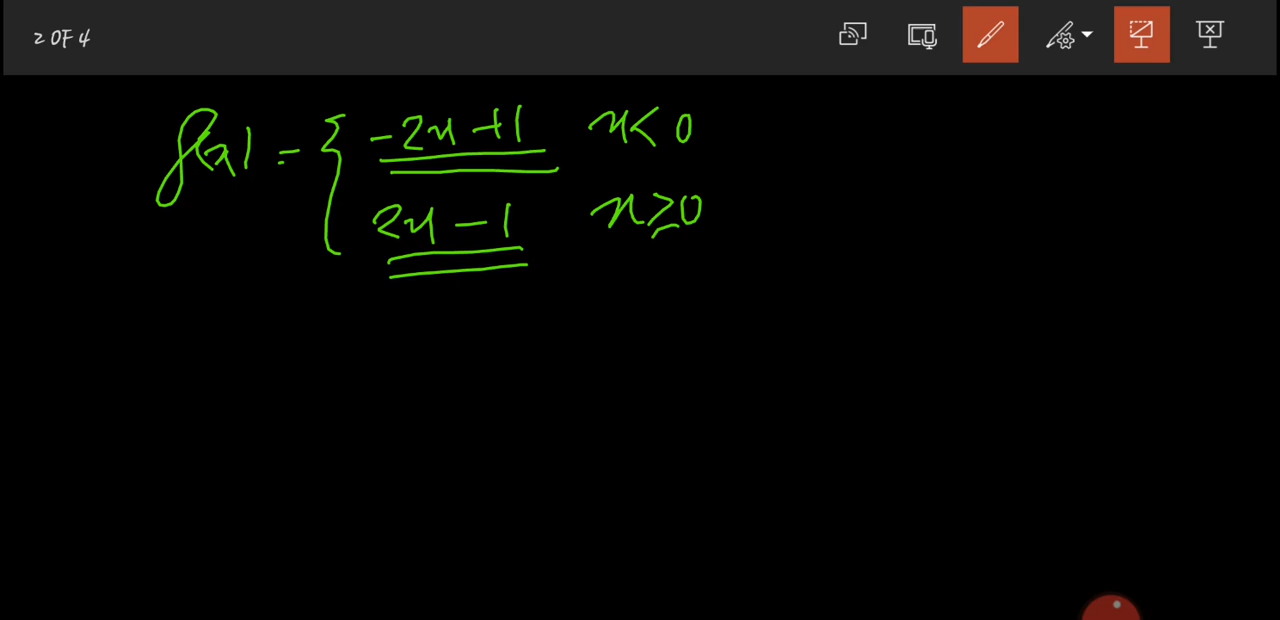 2 OF 4
f(x) = { -2x + 1 x < 0
2x - 1 x ≥ 0